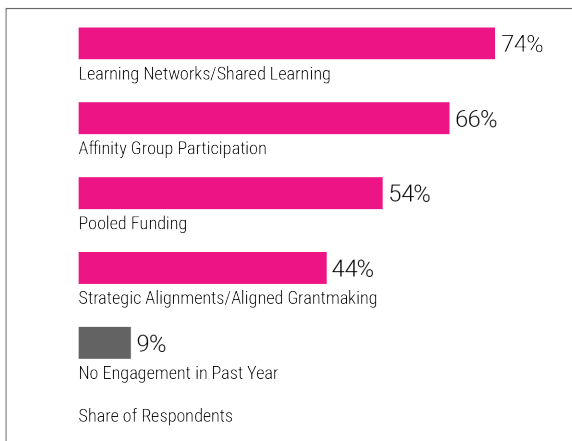 74%
Learning Networks/Shared Learning
66%
Affinity Group Participation
54%
Pooled Funding
44%
Strategic Alignments/Aligned Grantmaking
9%
No Engagement in Past Year
Share of Respondents